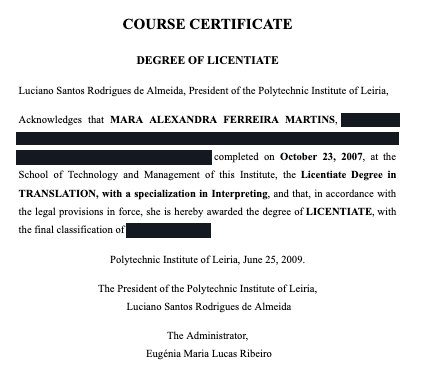 COURSE CERTIFICATE
DEGREE OF LICENTIATE
Luciano Santos Rodrigues de Almeida, President of the Polytechnic Institute of Leiria,
Acknowledges that MARA ALEXANDRA FERREIRA MARTINS,
completed on October 23, 2007, at the
School of Technology and Management of this Institute, the Licentiate Degree in
TRANSLATION, with a specialization in Interpreting, and that, in accordance with
the legal provisions in force, she is hereby awarded the degree of LICENTIATE, with
the final classification of
Polytechnic Institute of Leiria, June 25, 2009.
The President of the Polytechnic Institute of Leiria,
Luciano Santos Rodrigues de Almeida
The Administrator,
Eugénia Maria Lucas Ribeiro